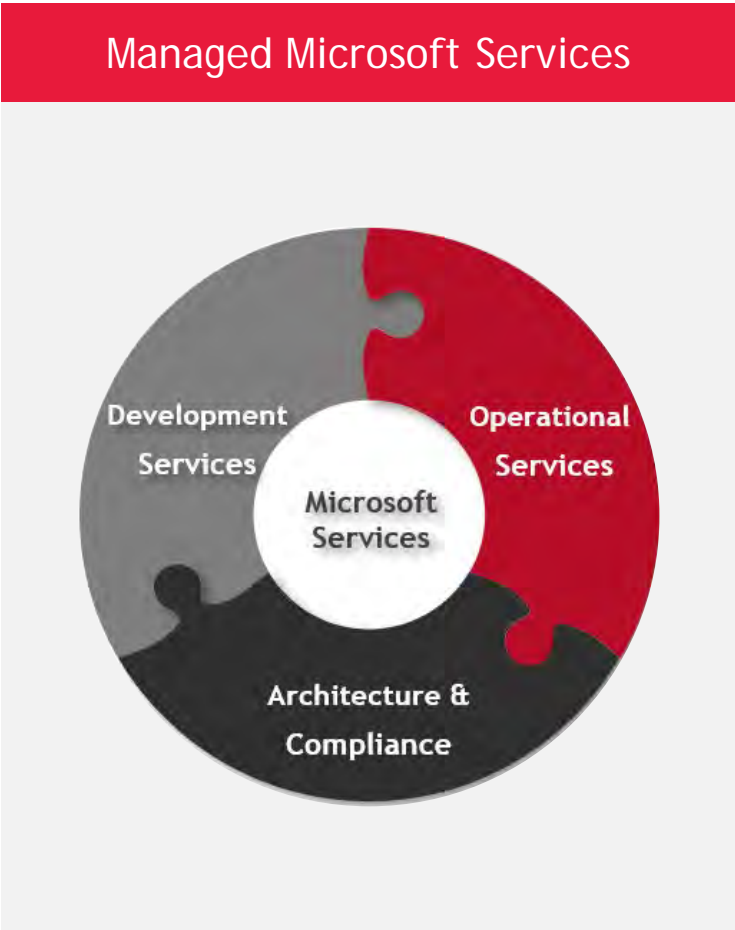 Managed Microsoft Services
Development
Services
Operational
Services
Microsoft
Services
Architecture &
Compliance